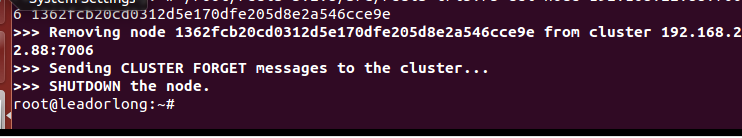 System Settings
6 1362fcb20cd0312d5e170dfe205d8e2a546cce9e
>>> Removing node 1362fcb20cd0312d5e170dfe205d8e2a546cce9e from cluster 192.168.2
2.88:7006
>>> Sending CLUSTER FORGET messages to the cluster...
>>> SHUTDOWN the node.
root@leadorlong:~#